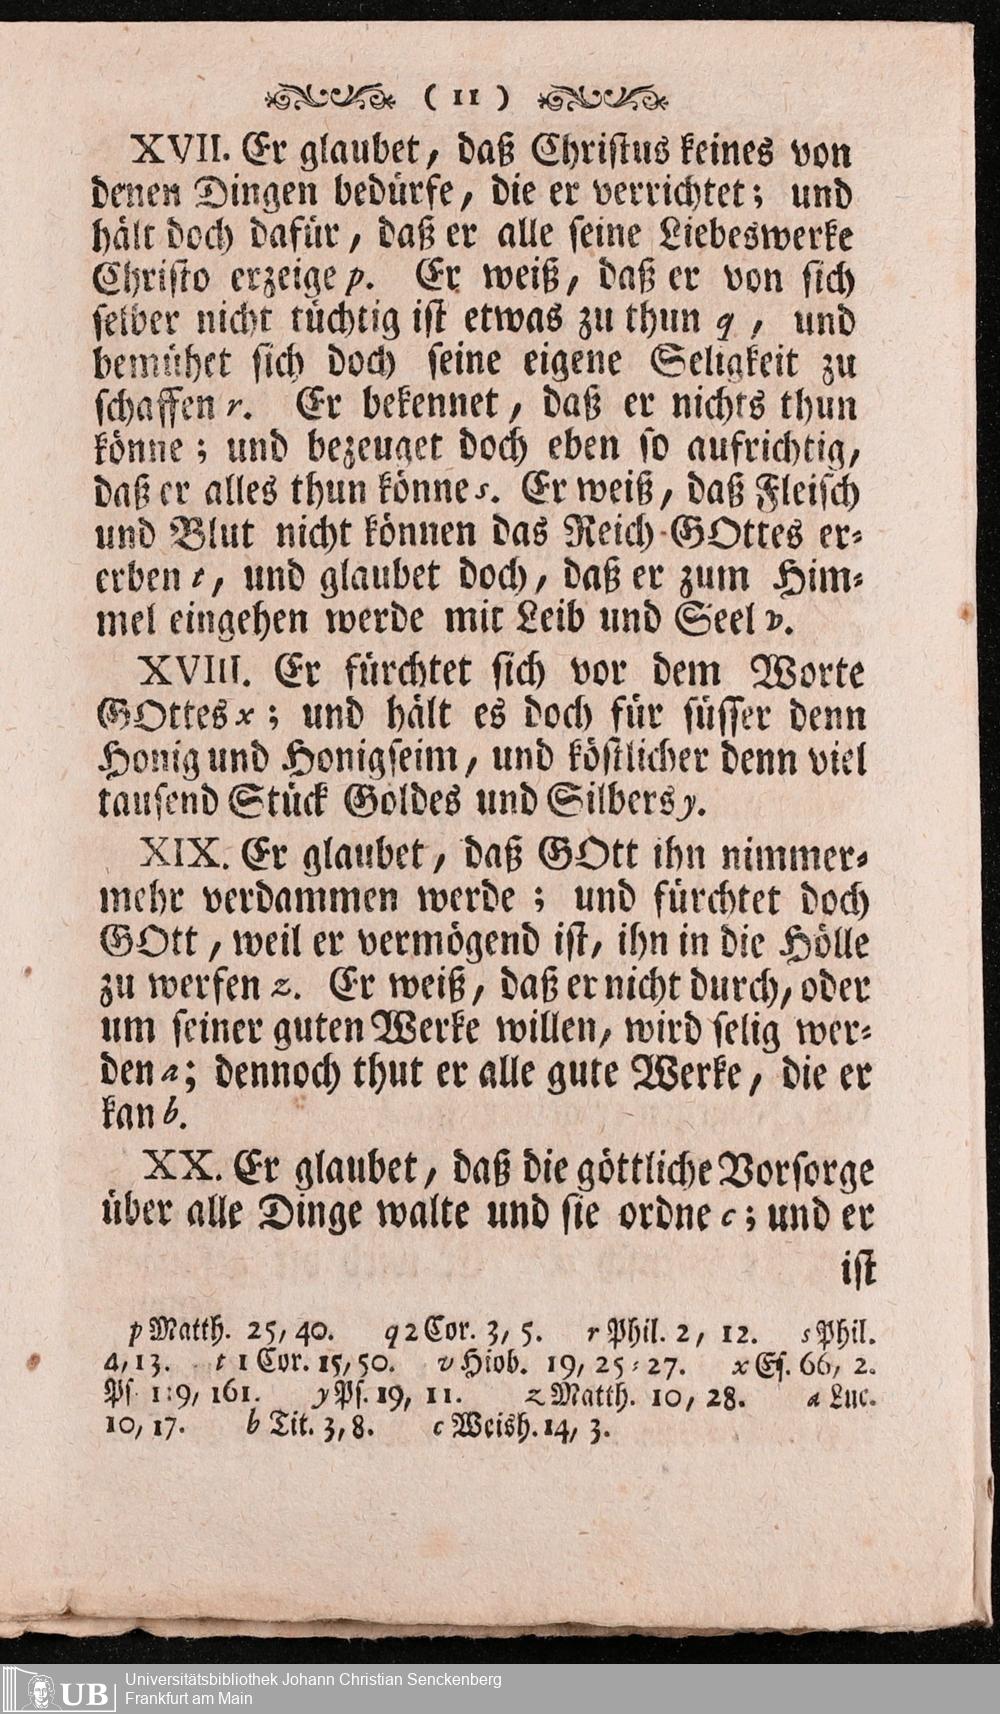 ( 11 )
XVII. Er glaubet, daß Christus keines von
denen Dingen bedürfe, die er verrichtet; und
hält doch dafür, daß er alle seine Liebeswerke
Christo erzeige p. Er weiß, daß er von sich
selber nicht tüchtig ist etwas zu thun q, und
bemühet sich doch seine eigene Seligkeit zu
schaffen r. Er bekennet, daß er nichts thun
könne; und bezeuget doch eben so aufrichtig,
daß er alles thun könne s. Er weiß, daß Fleisch
und Blut nicht können das Reich GOttes er-
erben t, und glaubet doch, daß er zum Him-
mel eingehen werde mit Leib und Seel v.
XVIII. Er fürchtet sich vor dem Worte
GOttes x; und hält es doch für süsser denn
Honig und Honigseim, und köstlicher denn viel
tausend Stück Goldes und Silbers y.
XIX. Er glaubet, daß GOtt ihn nimmer-
mehr verdammen werde; und fürchtet doch
GOtt, weil er vermögend ist, ihn in die Hölle
zu werfen z. Er weiß, daß er nicht durch, oder
um seiner guten Werke willen, wird selig wer-
den a; dennoch thut er alle gute Werke, die er
kan b.
XX. Er glaubet, daß die göttliche Vorsorge
über alle Dinge walte und sie ordne c; und er
ist
p Matth. 25, 40. q 2 Cor. 3, 5. r Phil. 2, 12. s Phil.
4, 13. t 1 Cor. 15, 50. v Hiob. 19, 25-27. x Es. 66, 2.
Ps 119, 161. y Ps. 19, 11. z Matth. 10, 28. a Luc.
10, 17. b Tit. 3, 8. c Weish. 14, 3.
UB Universitätsbibliothek Johann Christian Senckenberg
Frankfurt am Main